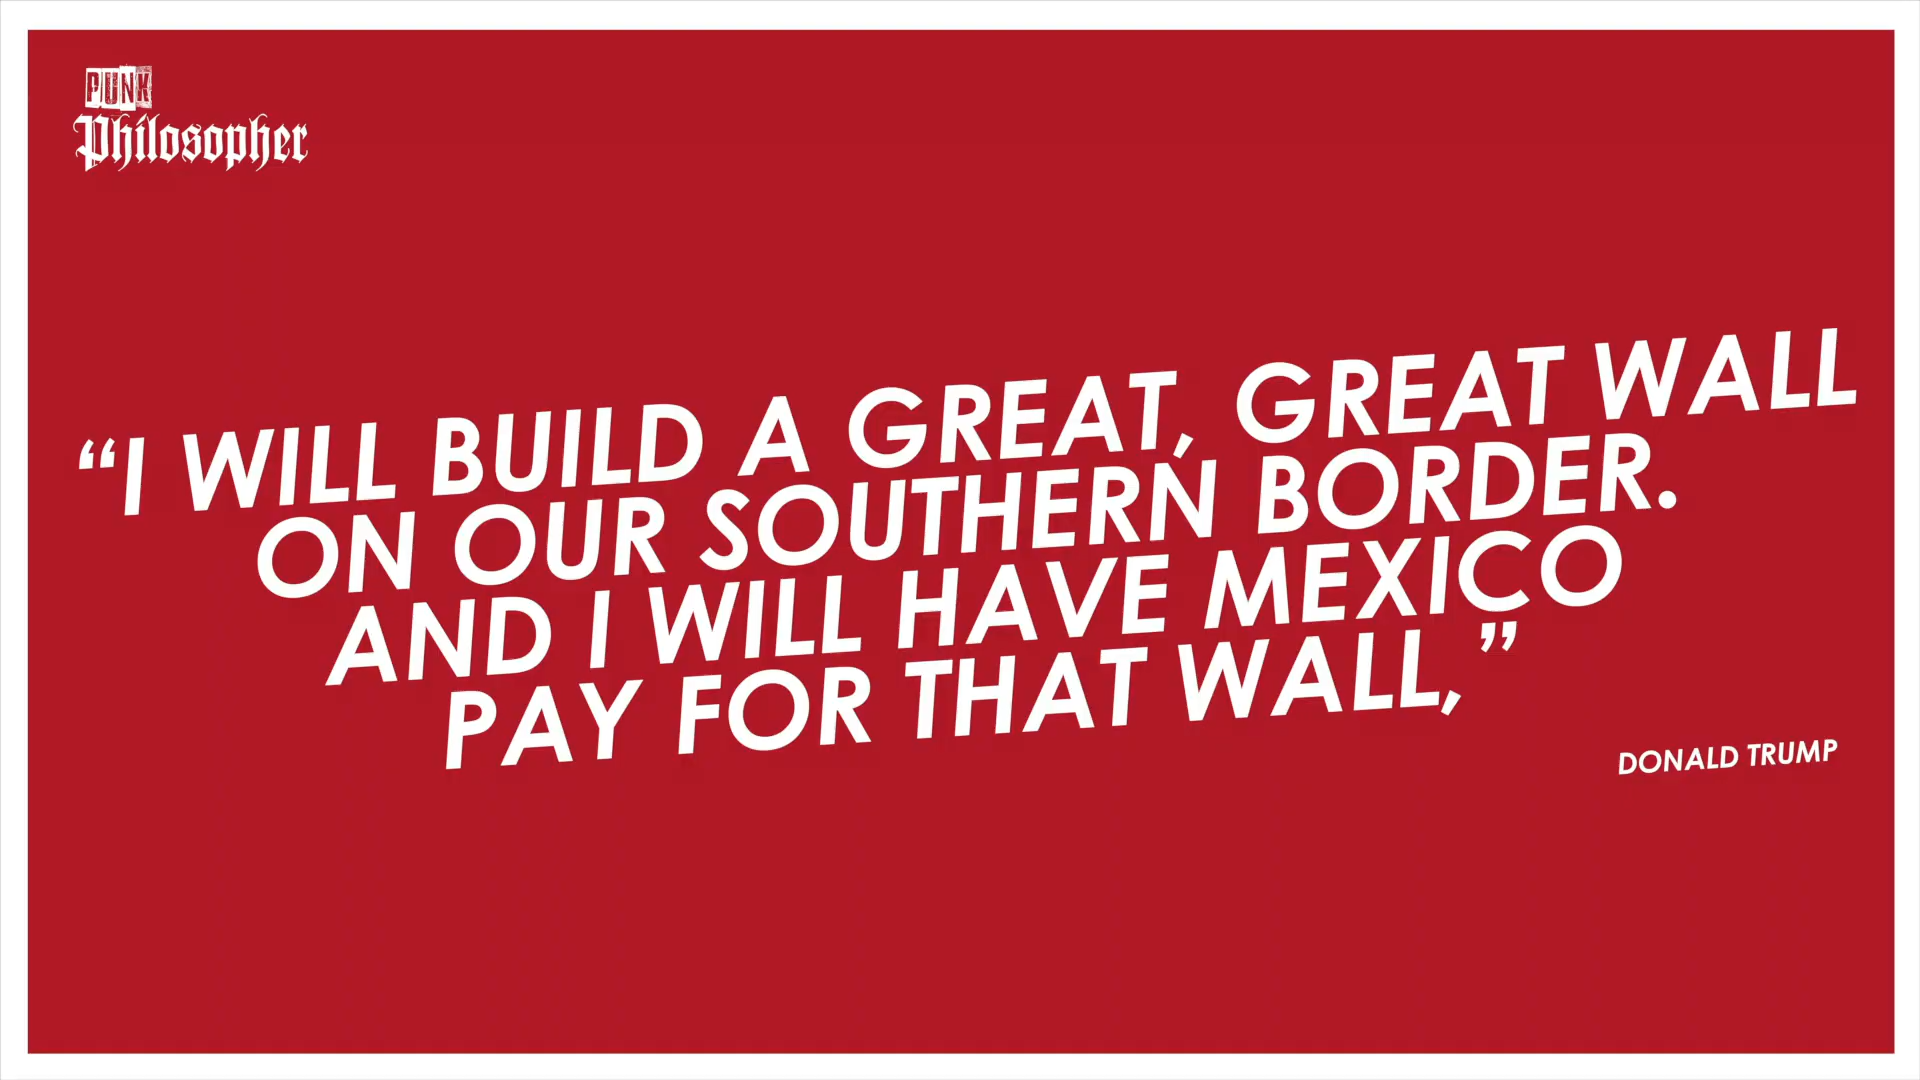 PUNK
Philosopher
“I WILL BUILD A GREAT, GREAT WALL
ON OUR SOUTHERN BORDER.
AND I WILL HAVE MEXICO
PAY FOR THAT WALL,”
DONALD TRUMP